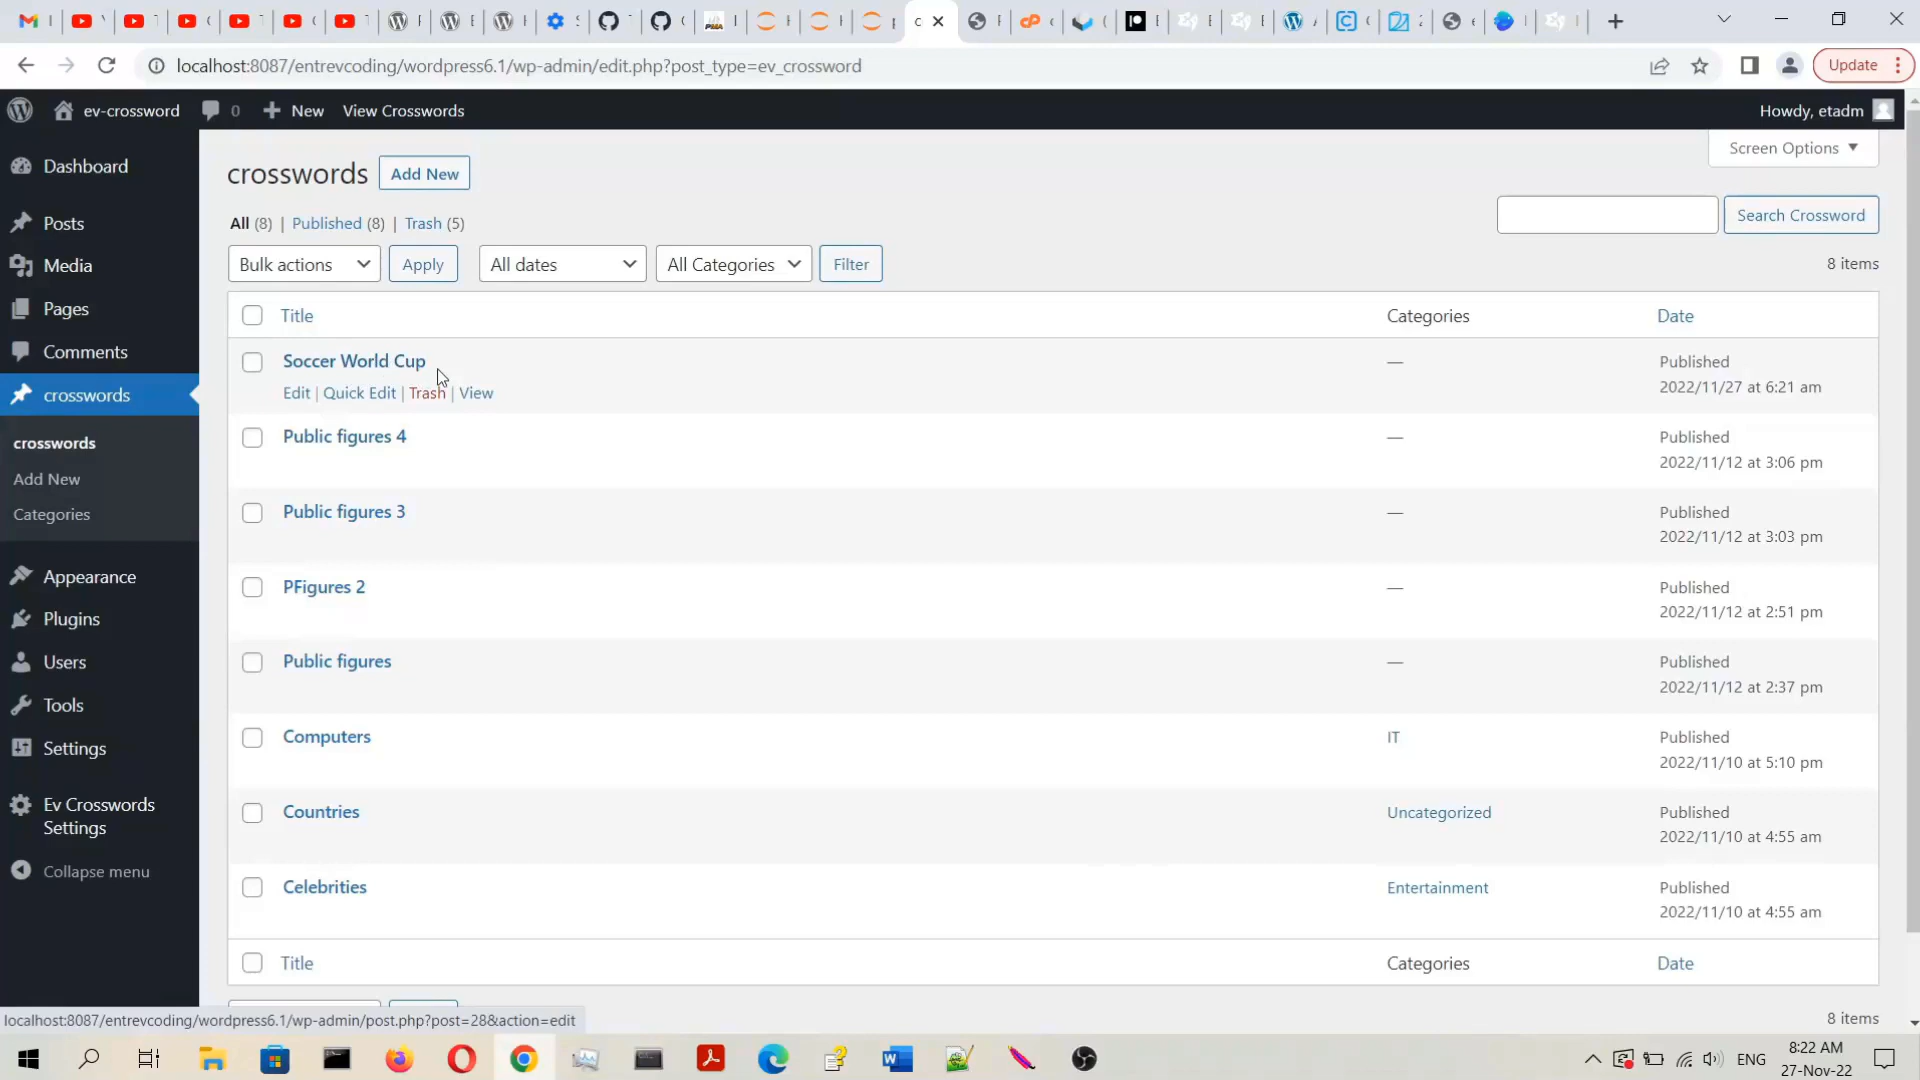 localhost:8087/entrevcoding/wordpress6.1/wp-admin/edit.php?post_type=ev_crossword
Update
ev-crossword
0
New
View Crosswords
Howdy, etadm
Dashboard
Posts
Media
Pages
Comments
crosswords
crosswords
Add New
Categories
Appearance
Plugins
Users
Tools
Settings
Ev Crosswords
Settings
Collapse menu
crosswords
Add New
Screen Options
All (8) | Published (8) | Trash (5)
Search Crossword
Bulk actions
Apply
All dates
All Categories
Filter
8 items
Title
Categories
Date
Soccer World Cup
Edit | Quick Edit | Trash | View
—
Published
2022/11/27 at 6:21 am
Public figures 4
—
Published
2022/11/12 at 3:06 pm
Public figures 3
—
Published
2022/11/12 at 3:03 pm
PFigures 2
—
Published
2022/11/12 at 2:51 pm
Public figures
—
Published
2022/11/12 at 2:37 pm
Computers
IT
Published
2022/11/10 at 5:10 pm
Countries
Uncategorized
Published
2022/11/10 at 4:55 am
Celebrities
Entertainment
Published
2022/11/10 at 4:55 am
Title
Categories
Date
8 items
localhost:8087/entrevcoding/wordpress6.1/wp-admin/post.php?post=28&action=edit
ENG
8:22 AM
27-Nov-22